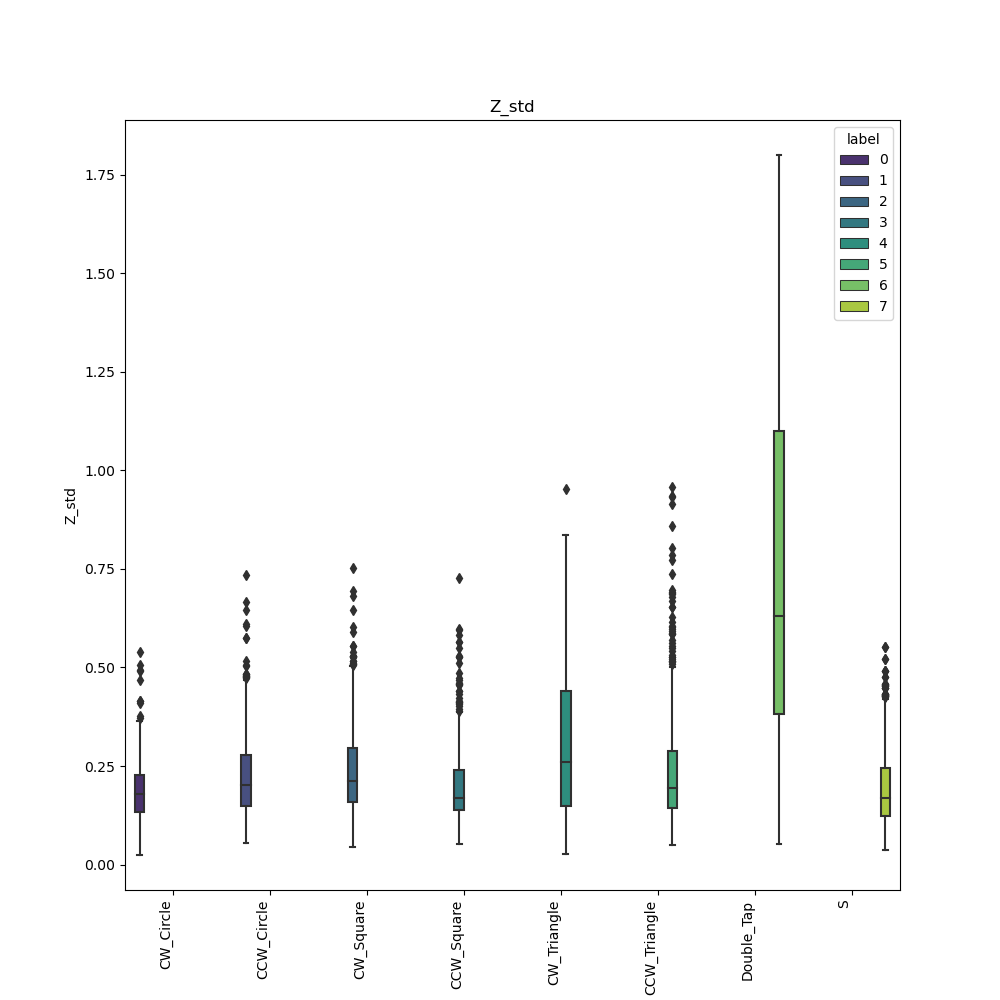 Z_std
label
0
1
2
3
4
5
6
7
1.75
1.50
1.25
1.00
0.75
0.50
0.25
0.00
Z_std
CW_Circle
CCW_Circle
CW_Square
CCW_Square
CW_Triangle
CCW_Triangle
Double_Tap
S